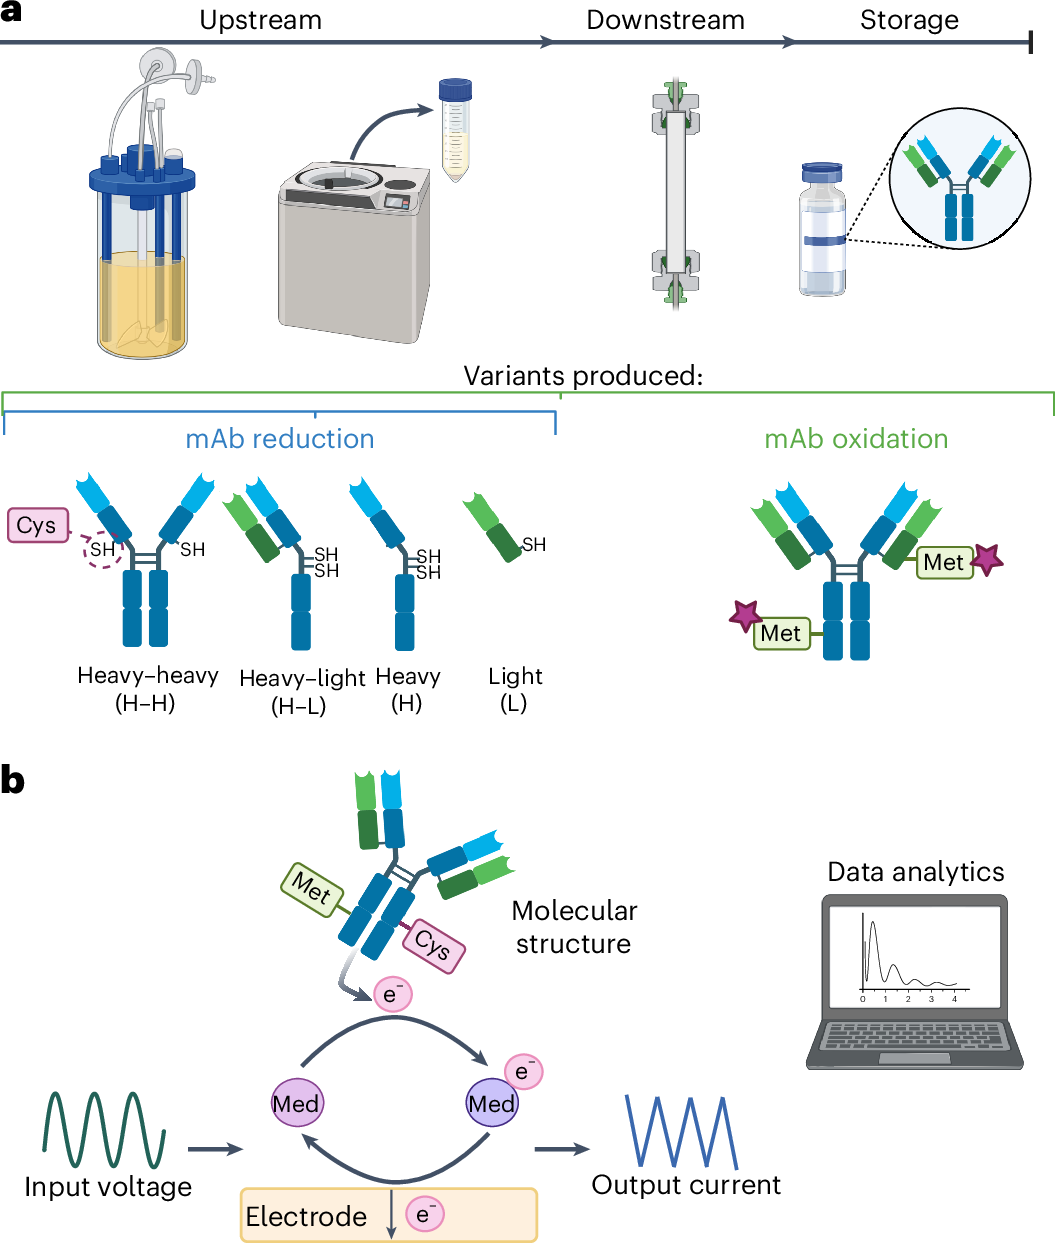 a
Upstream
Downstream
Storage
Variants produced:
mAb reduction
mAb oxidation
Cys
SH
SH
SH
SH
SH
SH
SH
Met
Met
Heavy–heavy
(H–H)
Heavy–light
(H–L)
Heavy
(H)
Light
(L)
b
Met
Cys
Molecular
structure
Data analytics
0 1 2 3 4
e⁻
e⁻
Med
Med
Input voltage
Output current
Electrode
e⁻